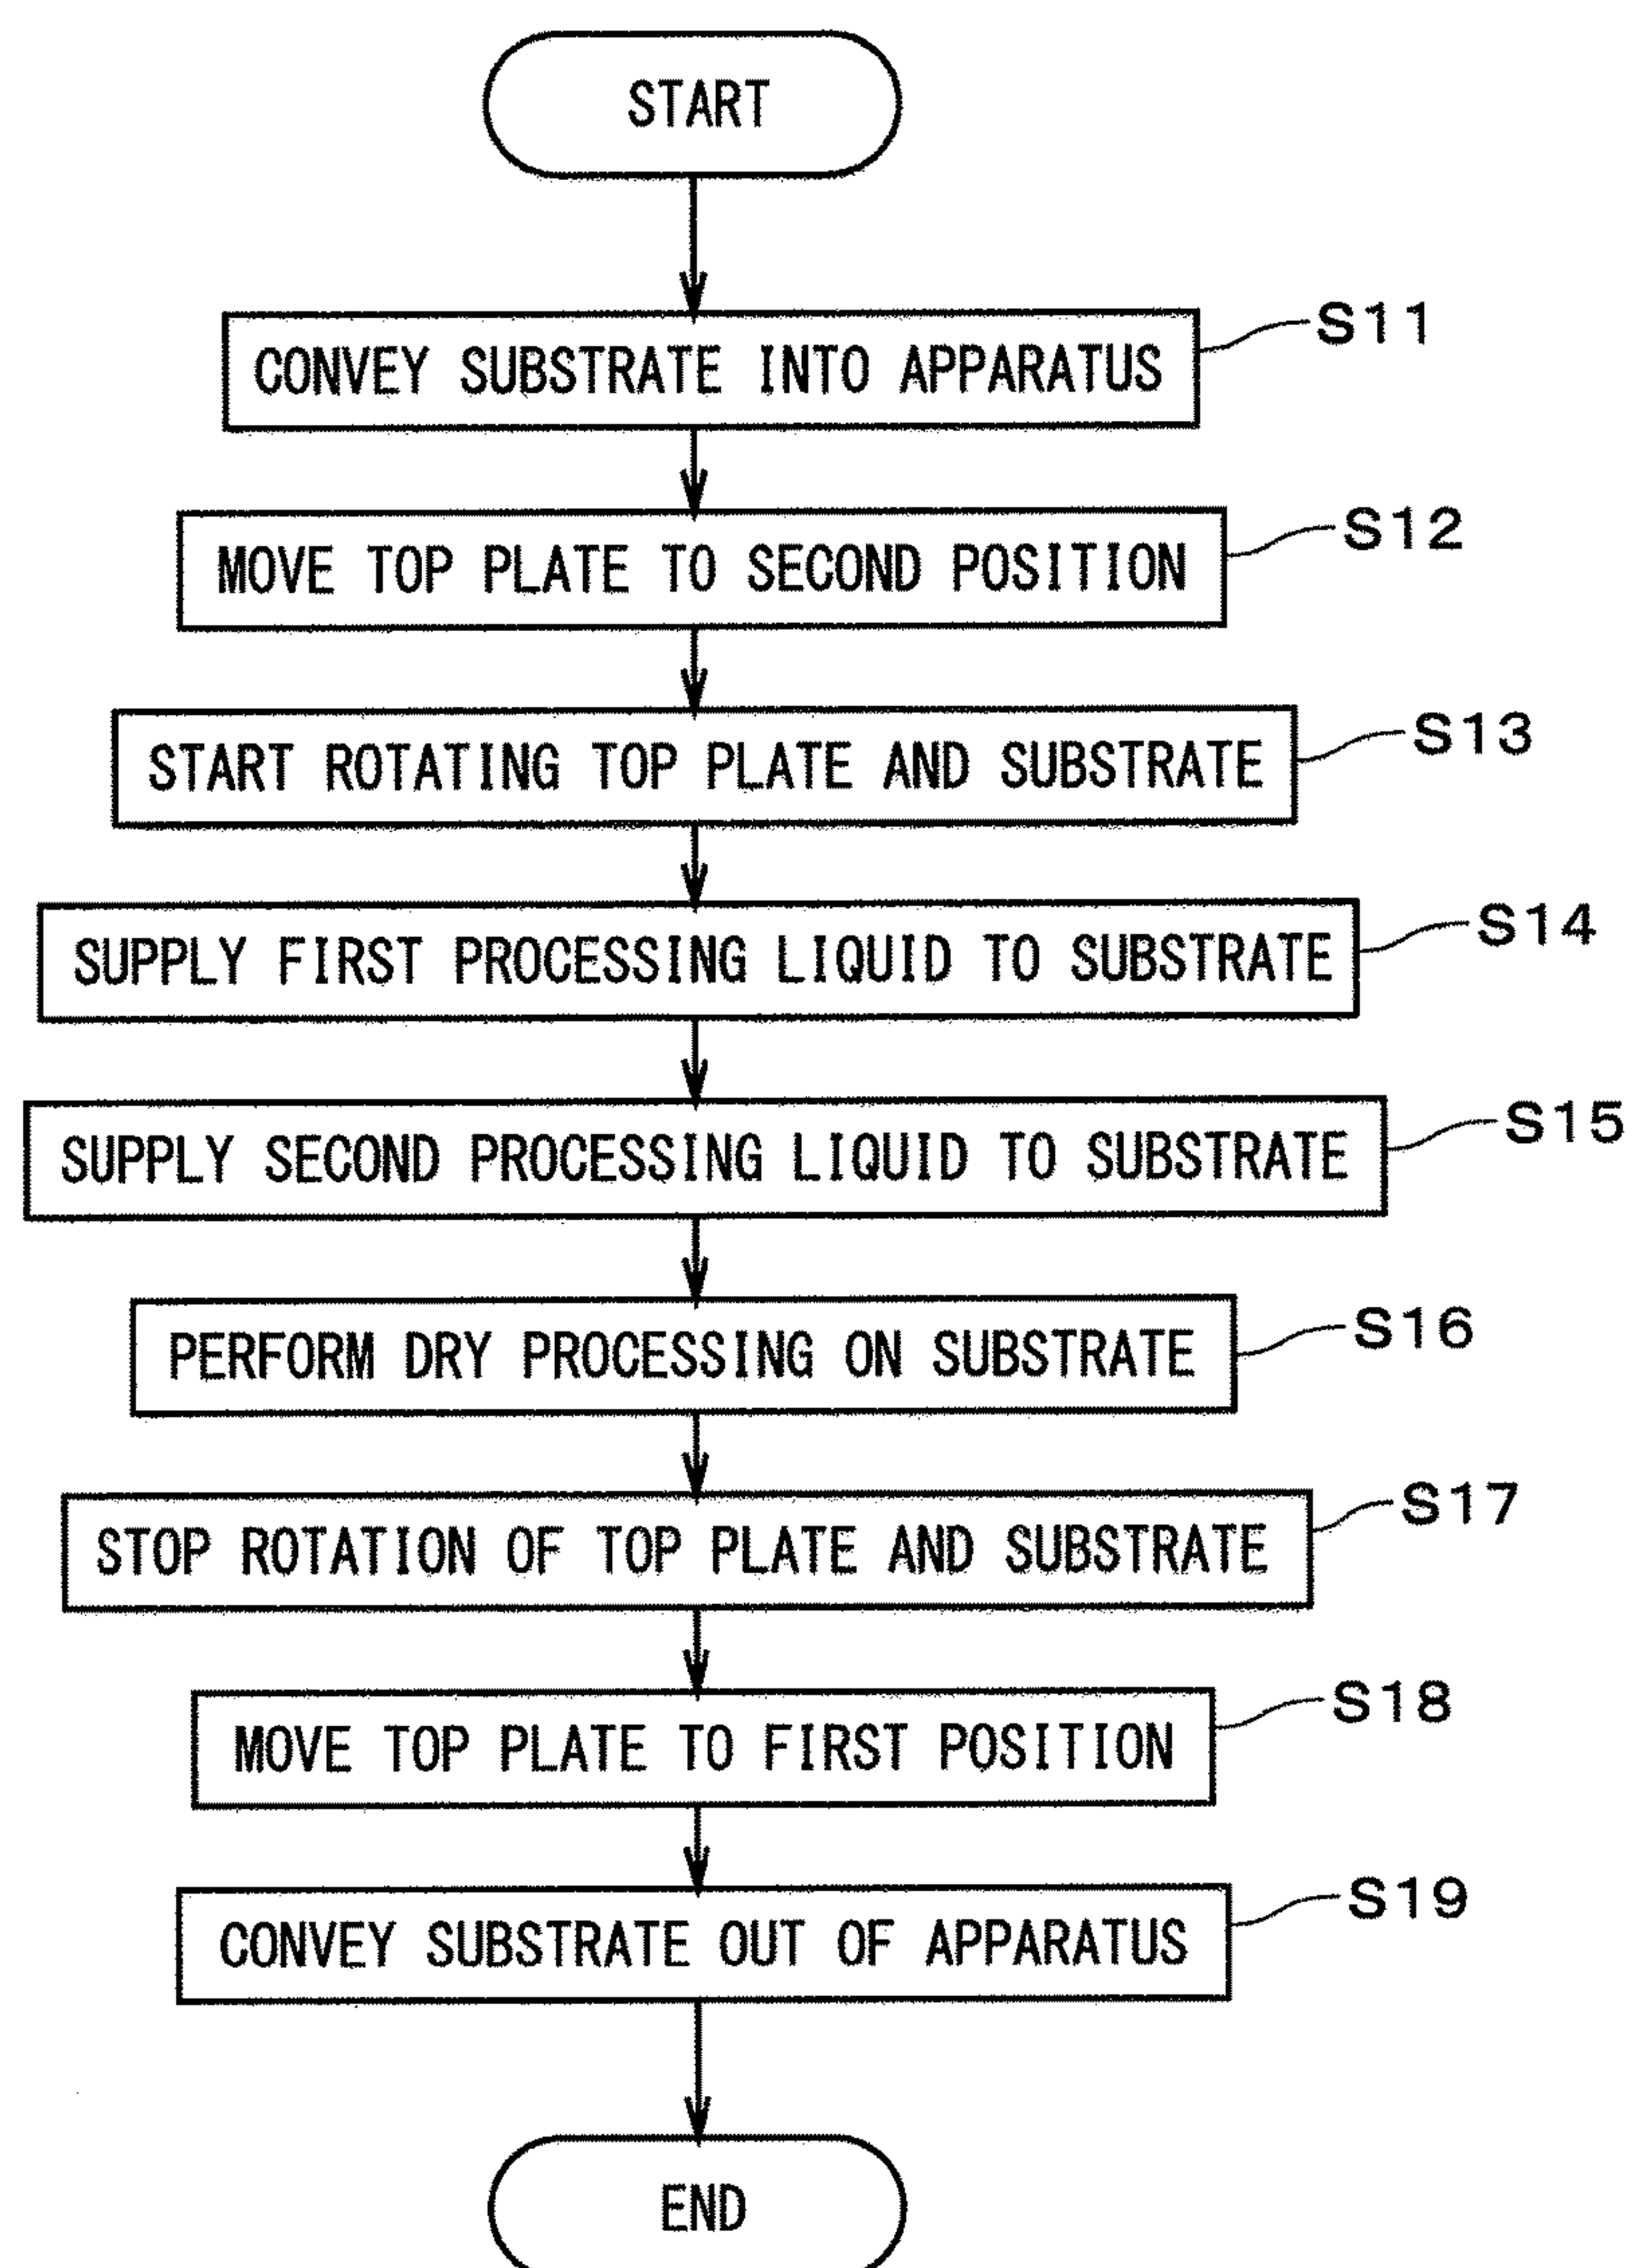 START
CONVEY SUBSTRATE INTO APPARATUS S11
MOVE TOP PLATE TO SECOND POSITION S12
START ROTATING TOP PLATE AND SUBSTRATE S13
SUPPLY FIRST PROCESSING LIQUID TO SUBSTRATE S14
SUPPLY SECOND PROCESSING LIQUID TO SUBSTRATE S15
PERFORM DRY PROCESSING ON SUBSTRATE S16
STOP ROTATION OF TOP PLATE AND SUBSTRATE S17
MOVE TOP PLATE TO FIRST POSITION S18
CONVEY SUBSTRATE OUT OF APPARATUS S19
END